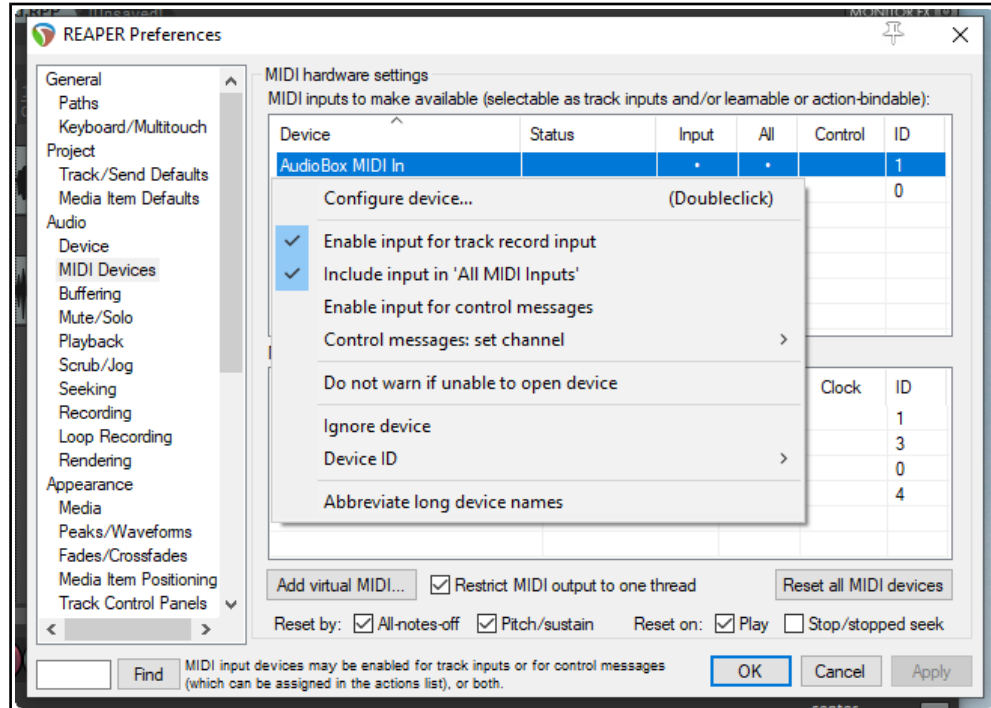 [Unsaved]
MONITOR FX
REAPER Preferences
General
Paths
Keyboard/Multitouch
Project
Track/Send Defaults
Media Item Defaults
Audio
Device
MIDI Devices
Buffering
Mute/Solo
Playback
Scrub/Jog
Seeking
Recording
Loop Recording
Rendering
Appearance
Media
Peaks/Waveforms
Fades/Crossfades
Media Item Positioning
Track Control Panels
MIDI hardware settings
MIDI inputs to make available (selectable as track inputs and/or learnable or action-bindable):
Device Status Input All Control ID
AudioBox MIDI In • • 1
0
Configure device... (Doubleclick)
Enable input for track record input
Include input in 'All MIDI Inputs'
Enable input for control messages
Control messages: set channel
Do not warn if unable to open device
Ignore device
Device ID
Abbreviate long device names
Clock ID
1
3
0
4
Add virtual MIDI... Restrict MIDI output to one thread Reset all MIDI devices
Reset by: All-notes-off Pitch/sustain Reset on: Play Stop/stopped seek
Find MIDI input devices may be enabled for track inputs or for control messages
(which can be assigned in the actions list), or both.
OK Cancel Apply
center